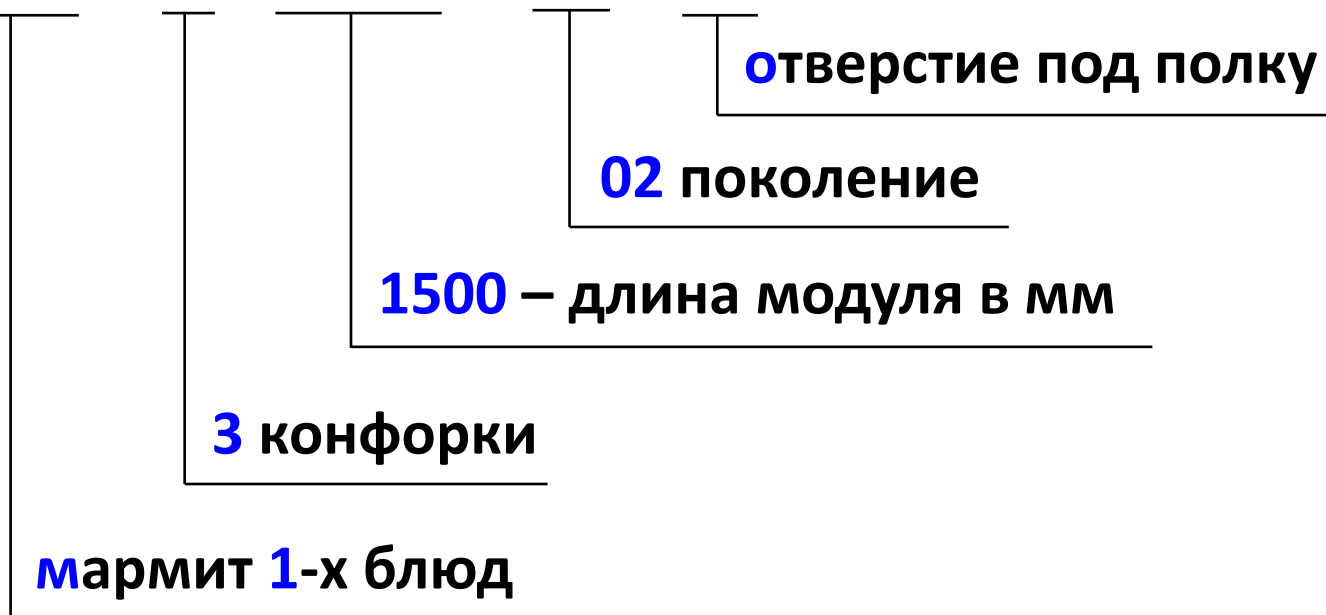 отверстие под полку
02 поколение
1500 – длина модуля в мм
3 конфорки
мармит 1-х блюд